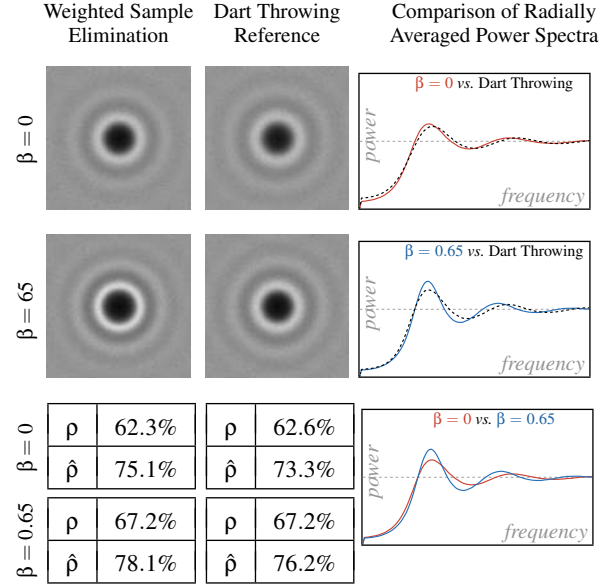 Weighted Sample
Elimination
Dart Throwing
Reference
Comparison of Radially
Averaged Power Spectra
β = 0
β = 0 vs. Dart Throwing
power
frequency
β = 65
β = 0.65 vs. Dart Throwing
power
frequency
β = 0
ρ 62.3%
ρ̂ 75.1%
ρ 62.6%
ρ̂ 73.3%
β = 0.65
ρ 67.2%
ρ̂ 78.1%
ρ 67.2%
ρ̂ 76.2%
β = 0 vs. β = 0.65
power
frequency